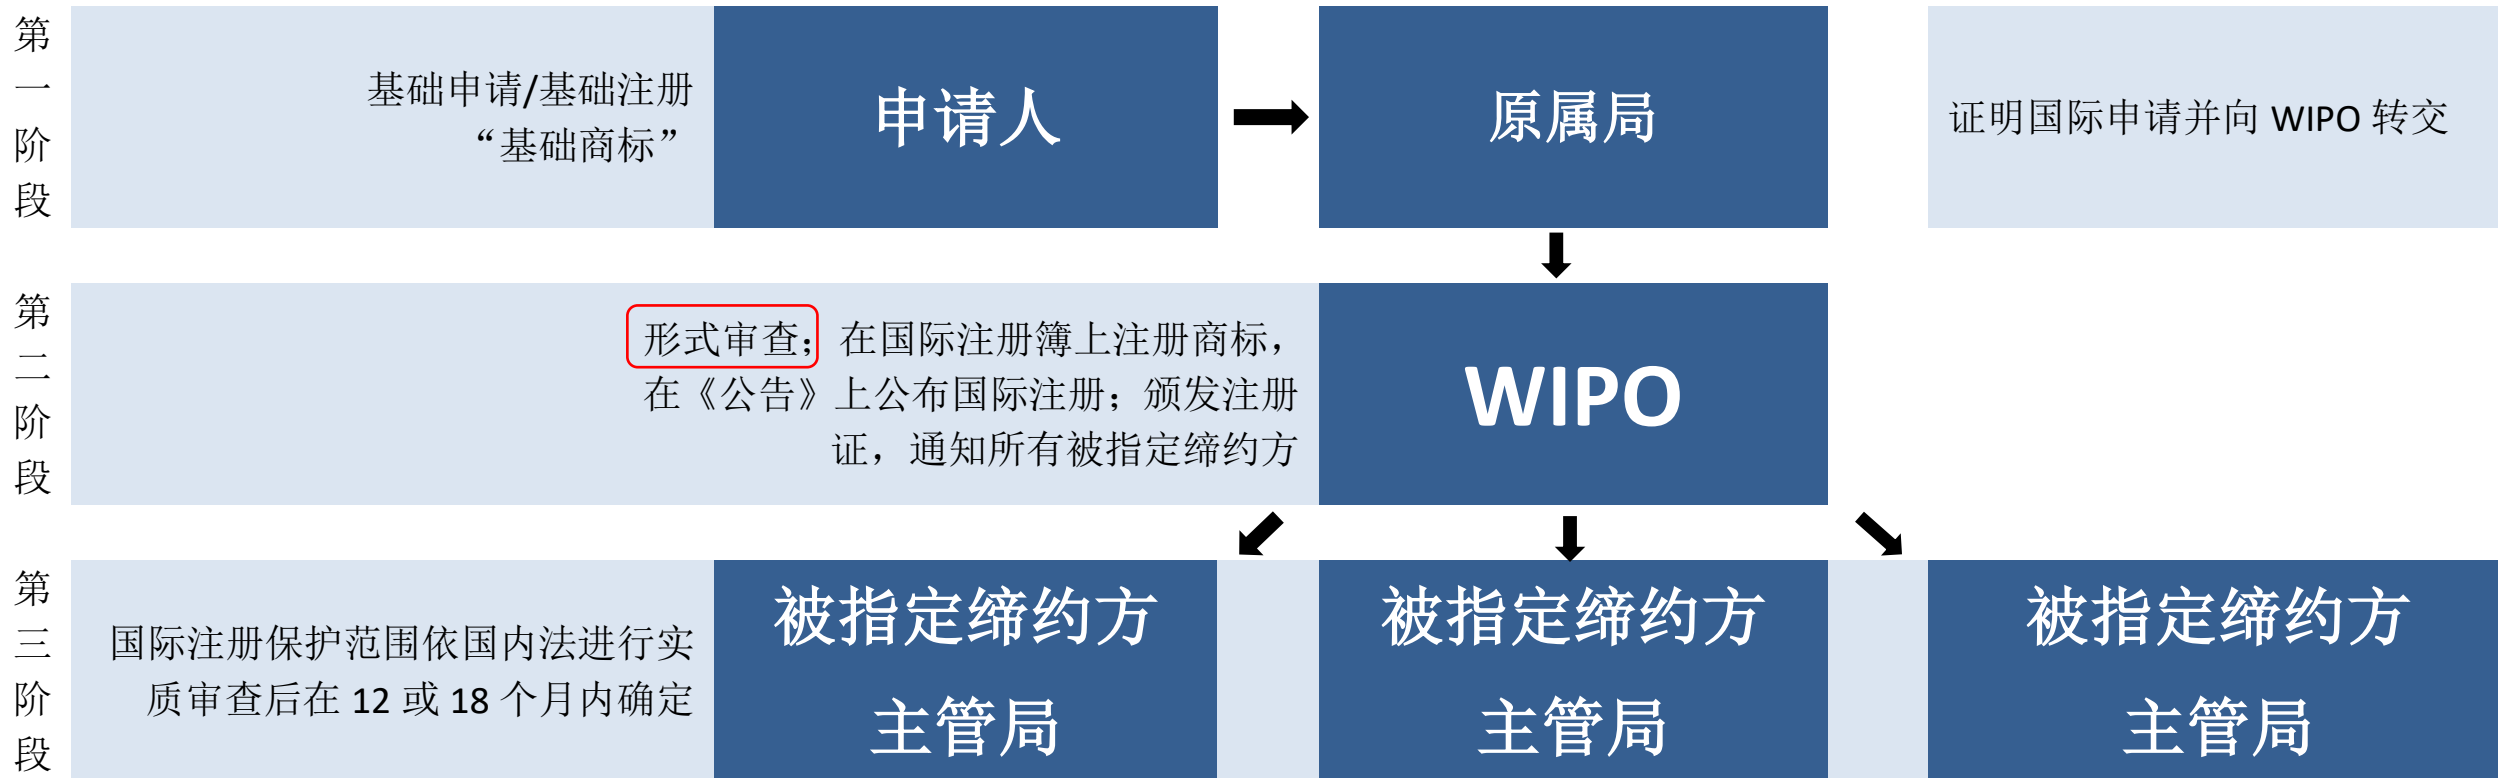 第一阶段
基础申请/基础注册
“基础商标”
申请人
原属局
证明国际申请并向 WIPO 转交
第二阶段
形式审查；在国际注册簿上注册商标，
在《公告》上公布国际注册；颁发注册
证，通知所有被指定缔约方
WIPO
第三阶段
国际注册保护范围依国内法进行实
质审查后在 12 或 18 个月内确定
被指定缔约方
主管局
被指定缔约方
主管局
被指定缔约方
主管局